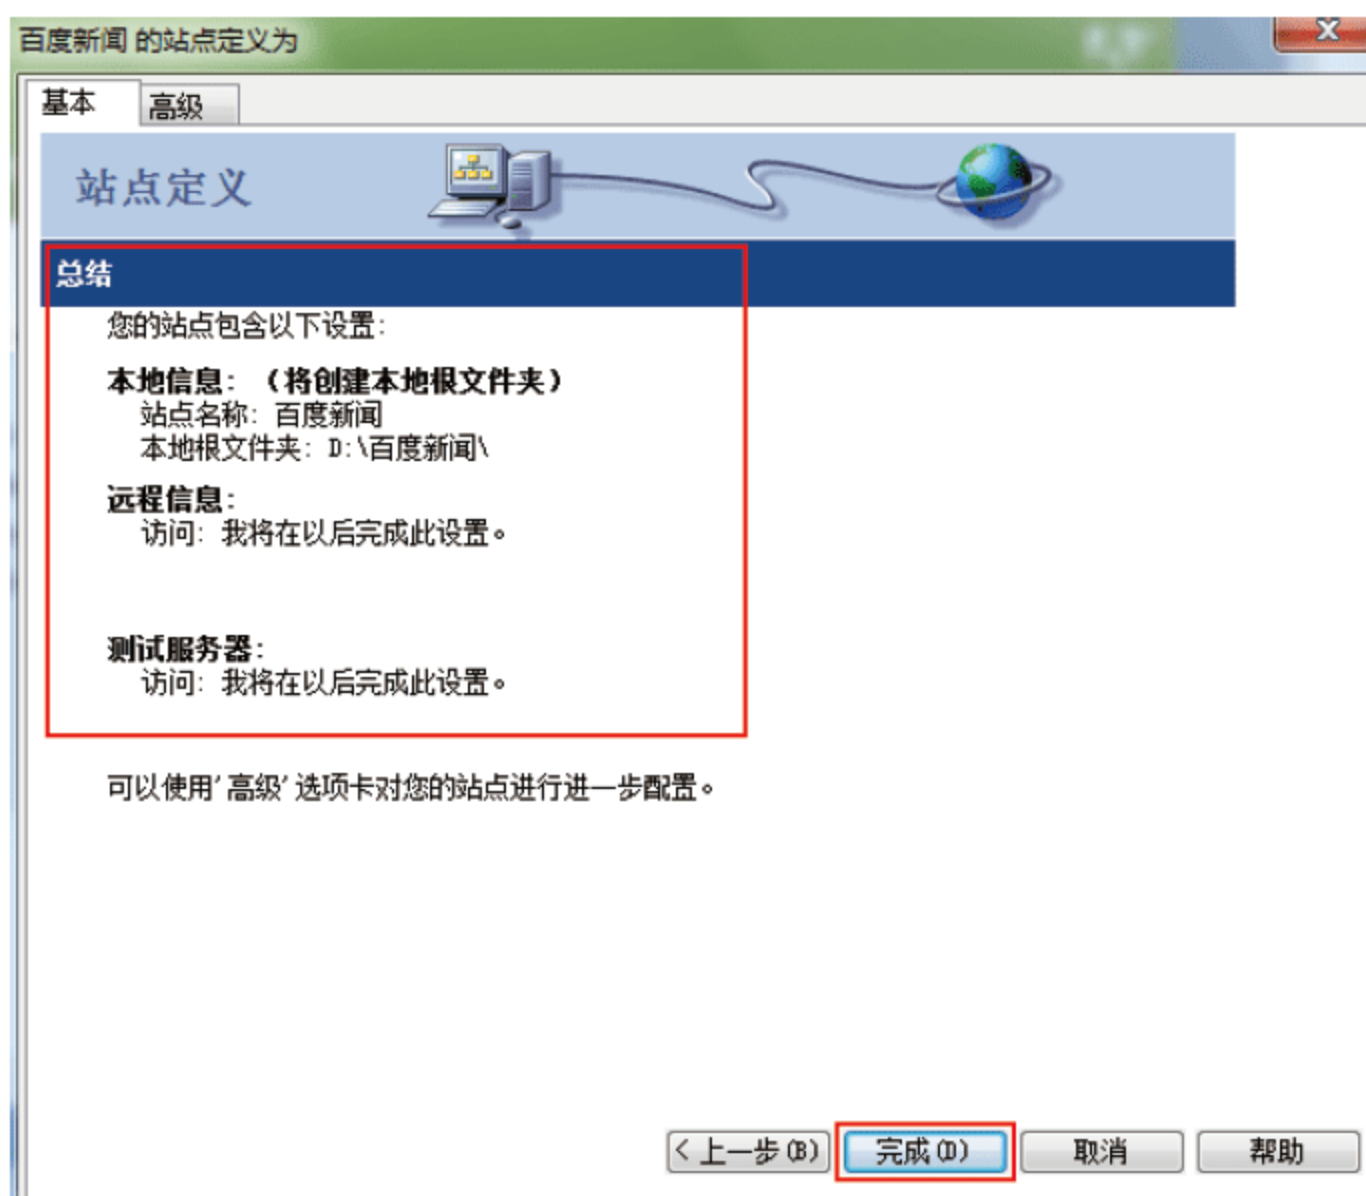 百度新闻 的站点定义为
基本
高级
站点定义
总结
您的站点包含以下设置:
本地信息: (将创建本地根文件夹)
站点名称: 百度新闻
本地根文件夹: D:\百度新闻\
远程信息:
访问: 我将在以后完成此设置。
测试服务器:
访问: 我将在以后完成此设置。
可以使用'高级'选项卡对您的站点进行进一步配置。
<上一步(B) 完成(D) 取消 帮助